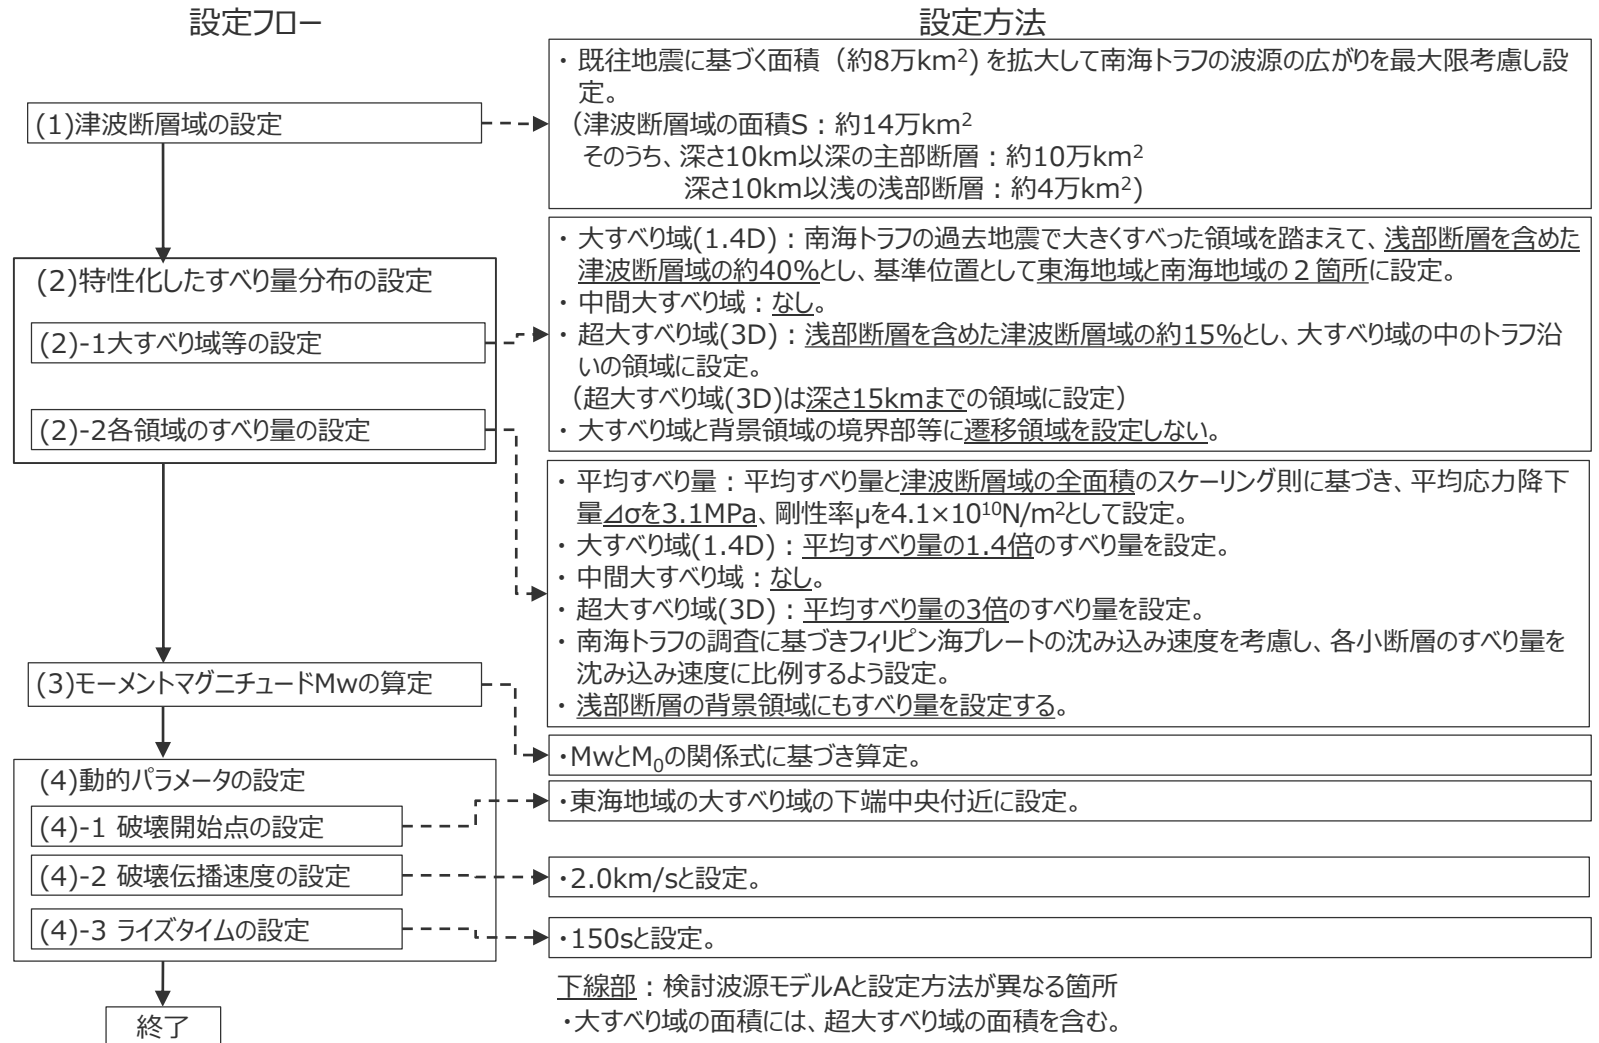 設定フロー
設定方法
(1)津波断層域の設定
・既往地震に基づく面積（約8万km²) を拡大して南海トラフの波源の広がりを最大限考慮し設
定。
（津波断層域の面積S：約14万km²
そのうち、深さ10km以深の主部断層：約10万km²
深さ10km以浅の浅部断層：約4万km²)
(2)特性化したすべり量分布の設定
(2)-1大すべり域等の設定
(2)-2各領域のすべり量の設定
・大すべり域(1.4D)：南海トラフの過去地震で大きくすべった領域を踏まえて、浅部断層を含めた
津波断層域の約40%とし、基準位置として東海地域と南海地域の２箇所に設定。
・中間大すべり域：なし。
・超大すべり域(3D)：浅部断層を含めた津波断層域の約15%とし、大すべり域の中のトラフ沿
いの領域に設定。
（超大すべり域(3D)は深さ15kmまでの領域に設定）
・大すべり域と背景領域の境界部等に遷移領域を設定しない。
・平均すべり量：平均すべり量と津波断層域の全面積のスケーリング則に基づき、平均応力降下
量⊿σを3.1MPa、剛性率μを4.1×10¹⁰N/m²として設定。
・大すべり域(1.4D)：平均すべり量の1.4倍のすべり量を設定。
・中間大すべり域：なし。
・超大すべり域(3D)：平均すべり量の3倍のすべり量を設定。
・南海トラフの調査に基づきフィリピン海プレートの沈み込み速度を考慮し、各小断層のすべり量を
沈み込み速度に比例するよう設定。
・浅部断層の背景領域にもすべり量を設定する。
(3)モーメントマグニチュードMwの算定
・MwとM₀の関係式に基づき算定。
(4)動的パラメータの設定
(4)-1 破壊開始点の設定
・東海地域の大すべり域の下端中央付近に設定。
(4)-2 破壊伝播速度の設定
・2.0km/sと設定。
(4)-3 ライズタイムの設定
・150sと設定。
終了
下線部：検討波源モデルAと設定方法が異なる箇所
・大すべり域の面積には、超大すべり域の面積を含む。